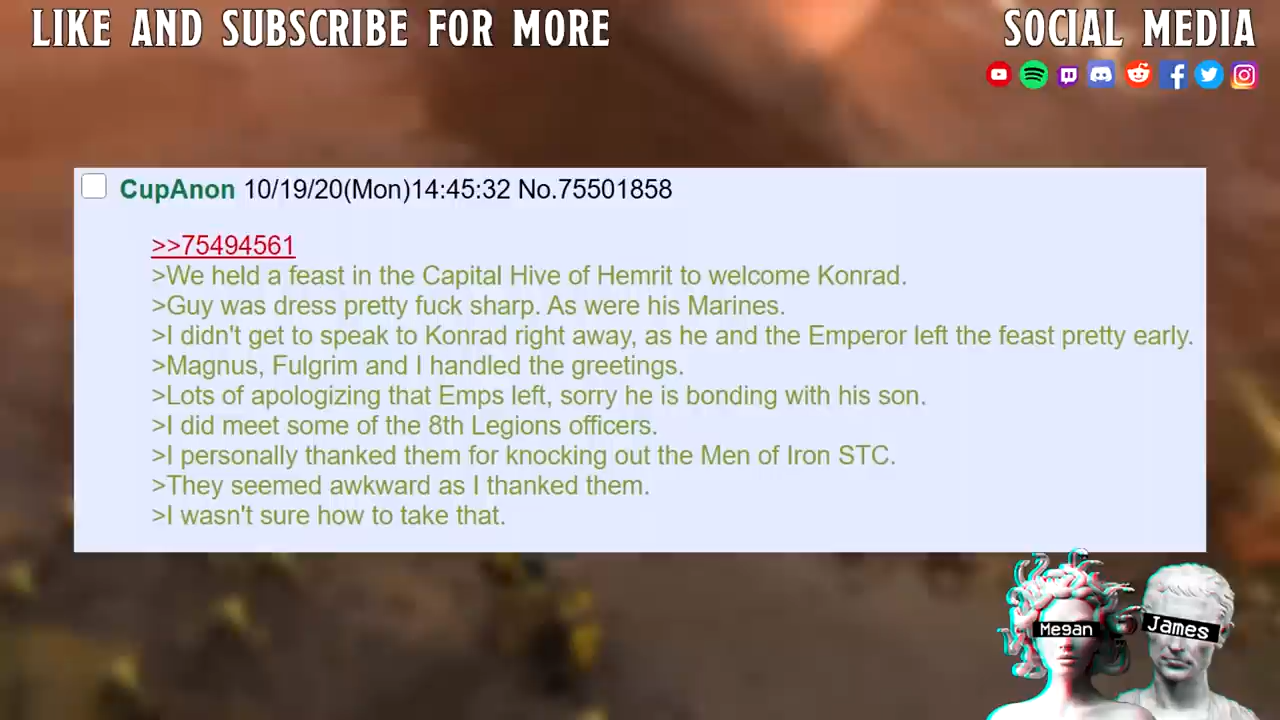 LIKE AND SUBSCRIBE FOR MORE
SOCIAL MEDIA
CupAnon 10/19/20(Mon)14:45:32 No.75501858
>>75494561
>We held a feast in the Capital Hive of Hemrit to welcome Konrad.
>Guy was dress pretty fuck sharp. As were his Marines.
>I didn't get to speak to Konrad right away, as he and the Emperor left the feast pretty early.
>Magnus, Fulgrim and I handled the greetings.
>Lots of apologizing that Emps left, sorry he is bonding with his son.
>I did meet some of the 8th Legions officers.
>I personally thanked them for knocking out the Men of Iron STC.
>They seemed awkward as I thanked them.
>I wasn't sure how to take that.
Megan
James